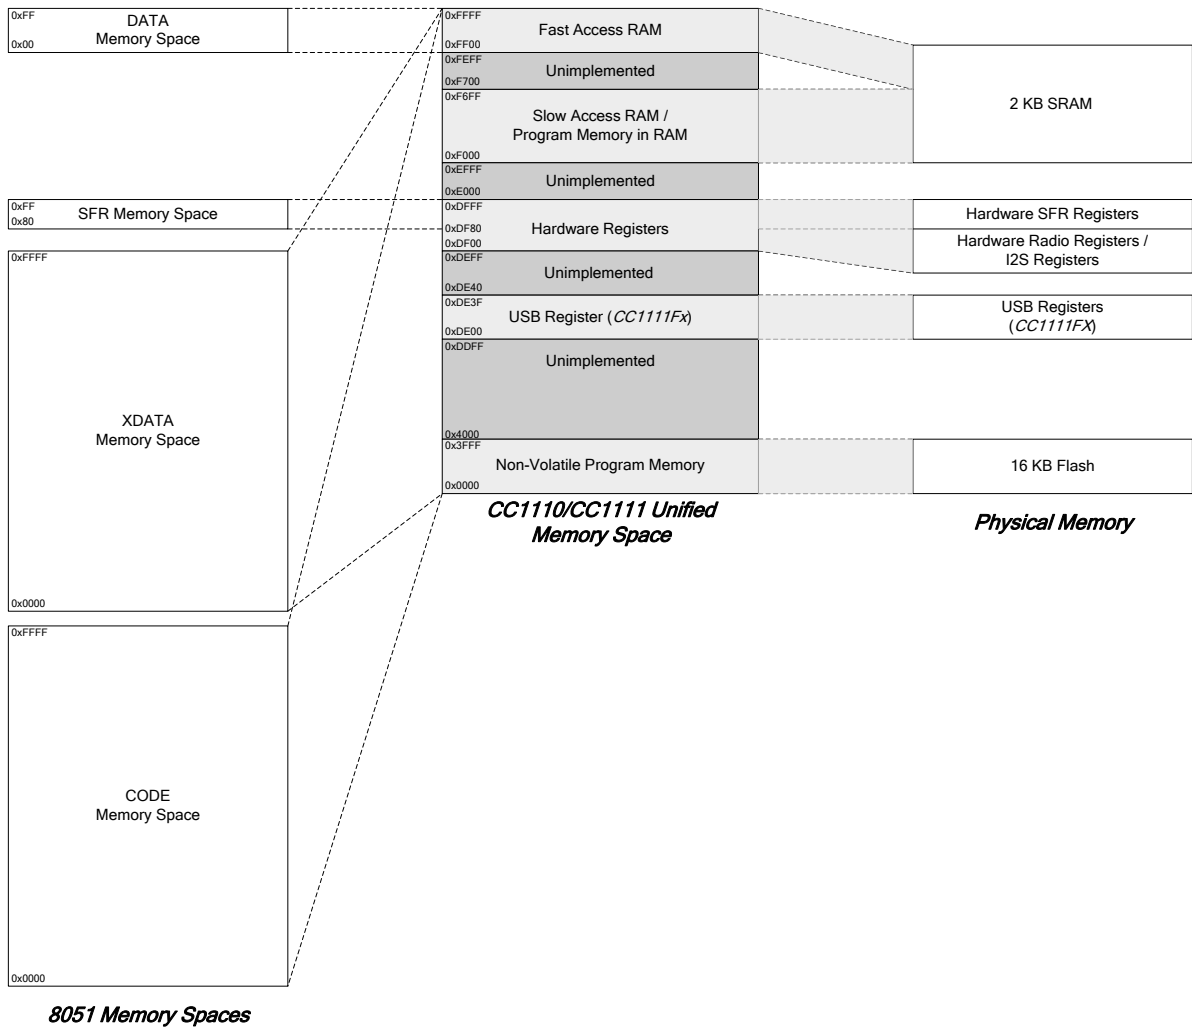 0xFF
DATA
Memory Space
0x00
0xFF
SFR Memory Space
0x80
0xFFFF
XDATA
Memory Space
0x0000
0xFFFF
CODE
Memory Space
0x0000
8051 Memory Spaces
0xFFFF
Fast Access RAM
0xFF00
0xFEFF
Unimplemented
0xF700
0xF6FF
Slow Access RAM /
Program Memory in RAM
0xF000
0xEFFF
Unimplemented
0xE000
0xDFFF
0xDF80
Hardware Registers
0xDF00
0xDEFF
Unimplemented
0xDE40
0xDE3F
USB Register (CC1111Fx)
0xDE00
0xDDFF
Unimplemented
0x4000
0x3FFF
Non-Volatile Program Memory
0x0000
CC1110/CC1111 Unified
Memory Space
2 KB SRAM
Hardware SFR Registers
Hardware Radio Registers /
I2S Registers
USB Registers
(CC1111FX)
16 KB Flash
Physical Memory